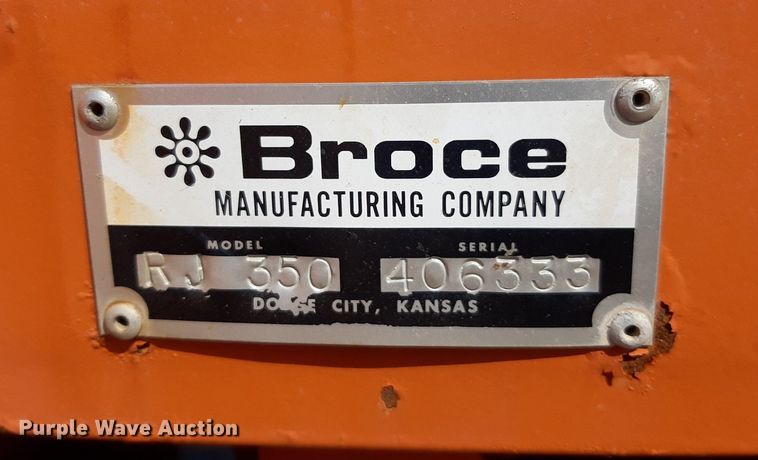 Broce
MANUFACTURING COMPANY
MODEL SERIAL
RJ 350 406333
CITY, KANSAS
Purple Wave Auction